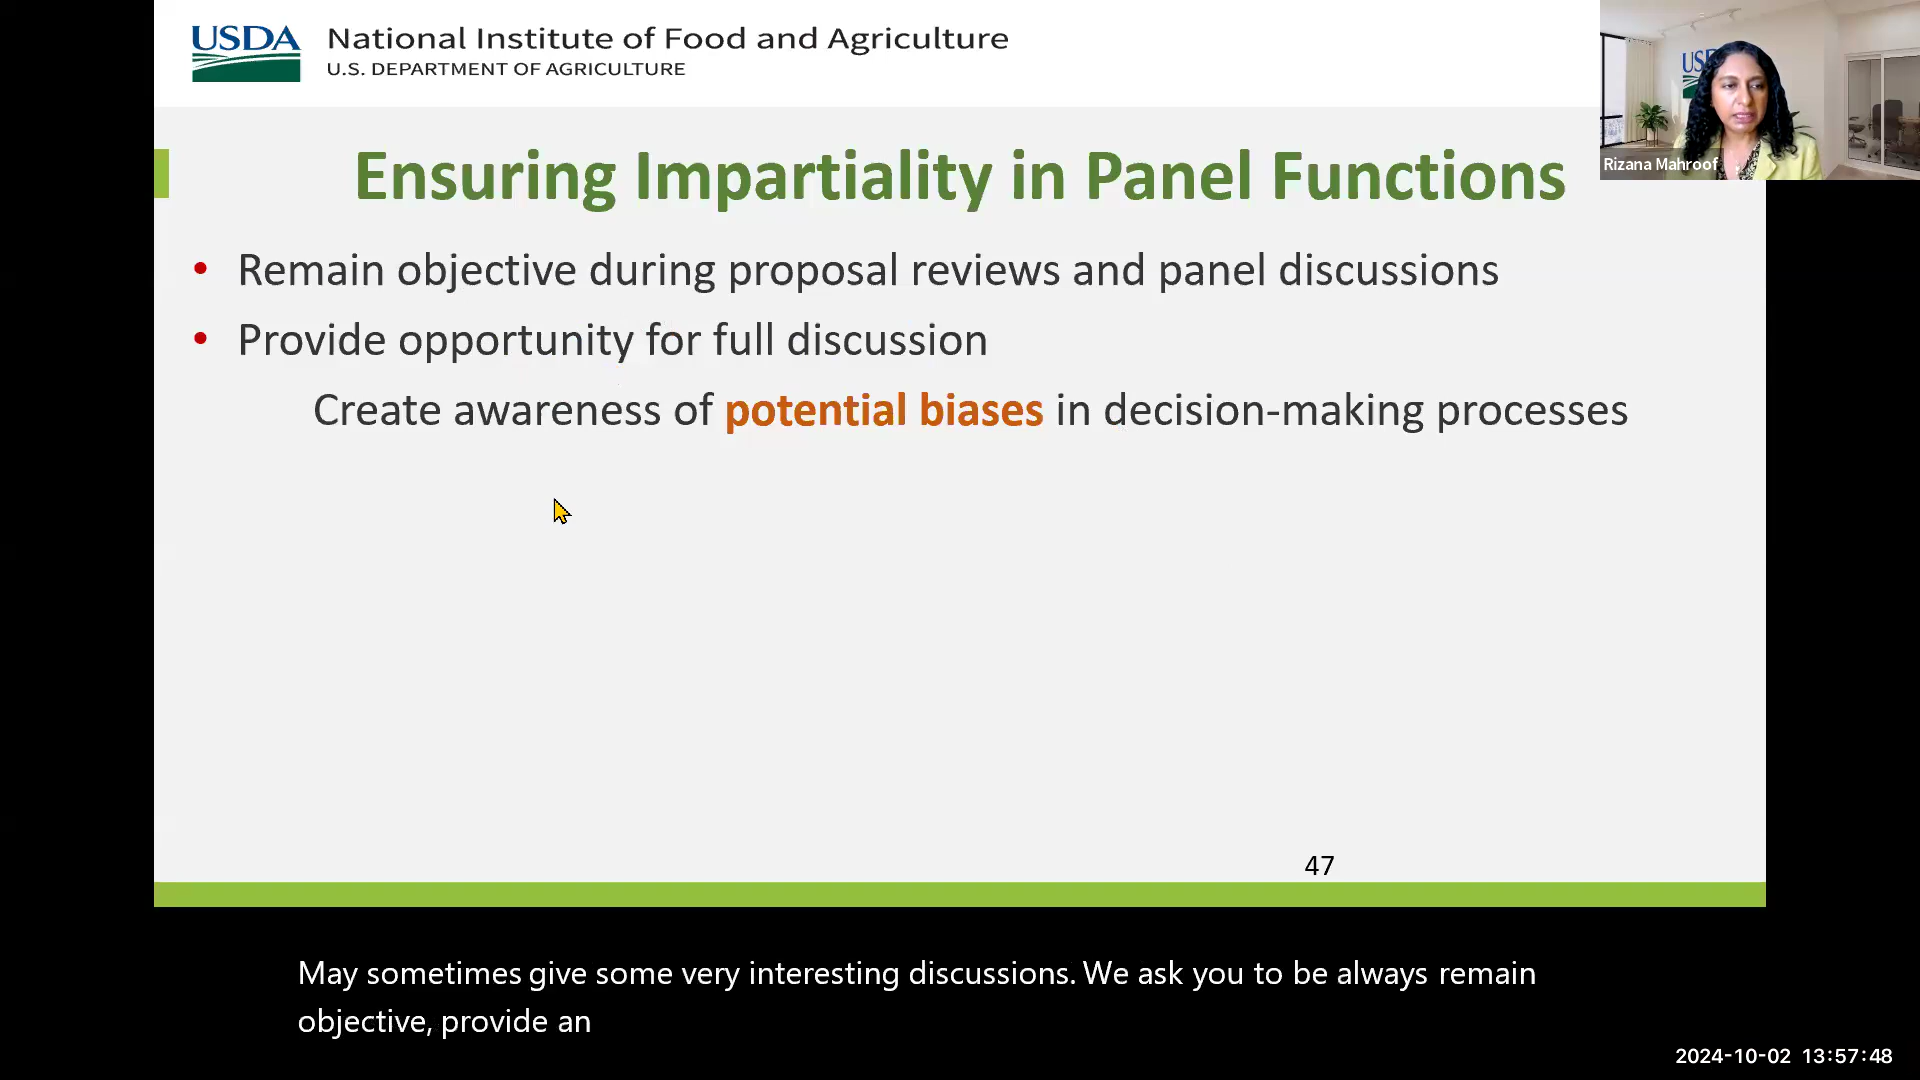 USDA
National Institute of Food and Agriculture
U.S. DEPARTMENT OF AGRICULTURE
Rizana Mahroof
Ensuring Impartiality in Panel Functions
• Remain objective during proposal reviews and panel discussions
• Provide opportunity for full discussion
Create awareness of potential biases in decision-making processes
47
May sometimes give some very interesting discussions. We ask you to be always remain
objective, provide an
2024-10-02 13:57:48